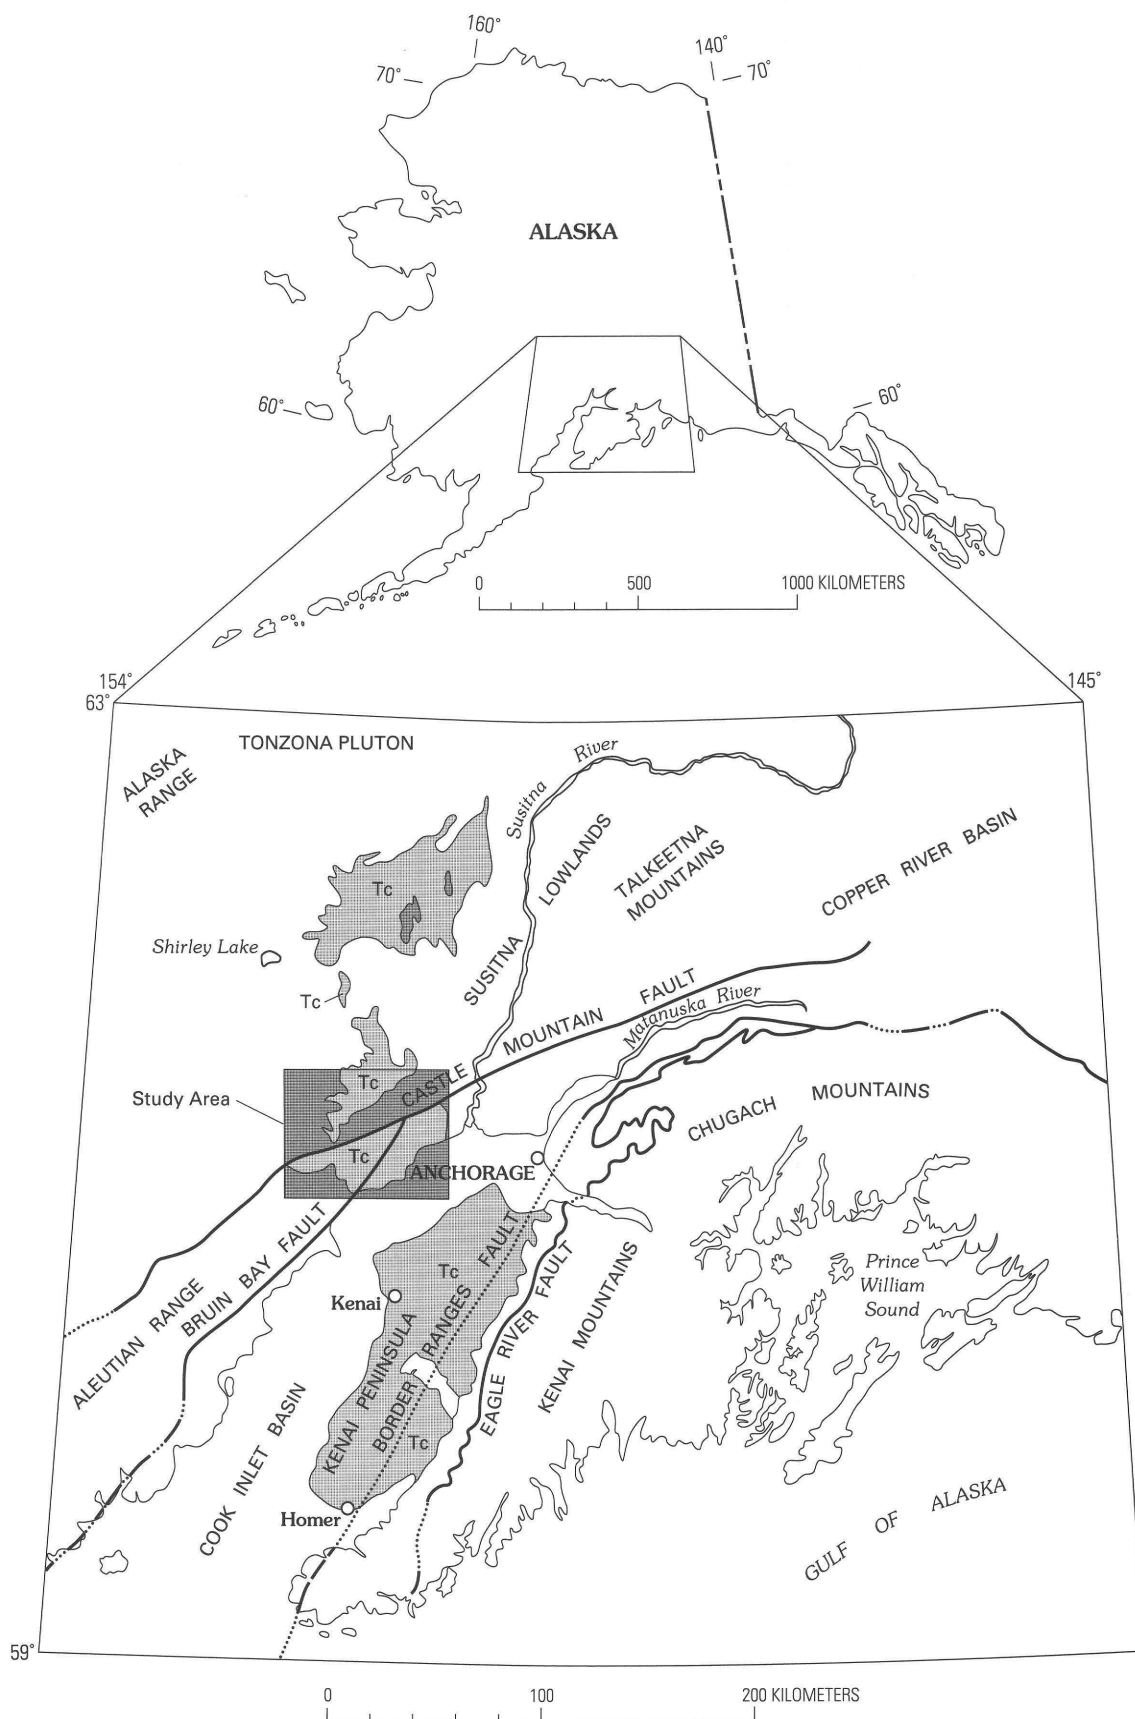 160°
140°
70°
70°
ALASKA
60°
60°
0 500 1000 KILOMETERS
154°
63°
145°
TONZONA PLUTON
ALASKA
RANGE
Susitna River
SUSITNA LOWLANDS
TALKEETNA
MOUNTAINS
COPPER RIVER BASIN
Tc
Shirley Lake
Tc
CASTLE MOUNTAIN FAULT
Matanuska River
Study Area
Tc
Tc
ANCHORAGE
CHUGACH MOUNTAINS
ALEUTIAN RANGE
BRUIN BAY FAULT
Tc
Kenai
KENAI PENINSULA
BORDER RANGES FAULT
EAGLE RIVER FAULT
KENAI MOUNTAINS
Prince
William
Sound
Tc
COOK INLET BASIN
Homer
GULF OF ALASKA
59°
0 100 200 KILOMETERS